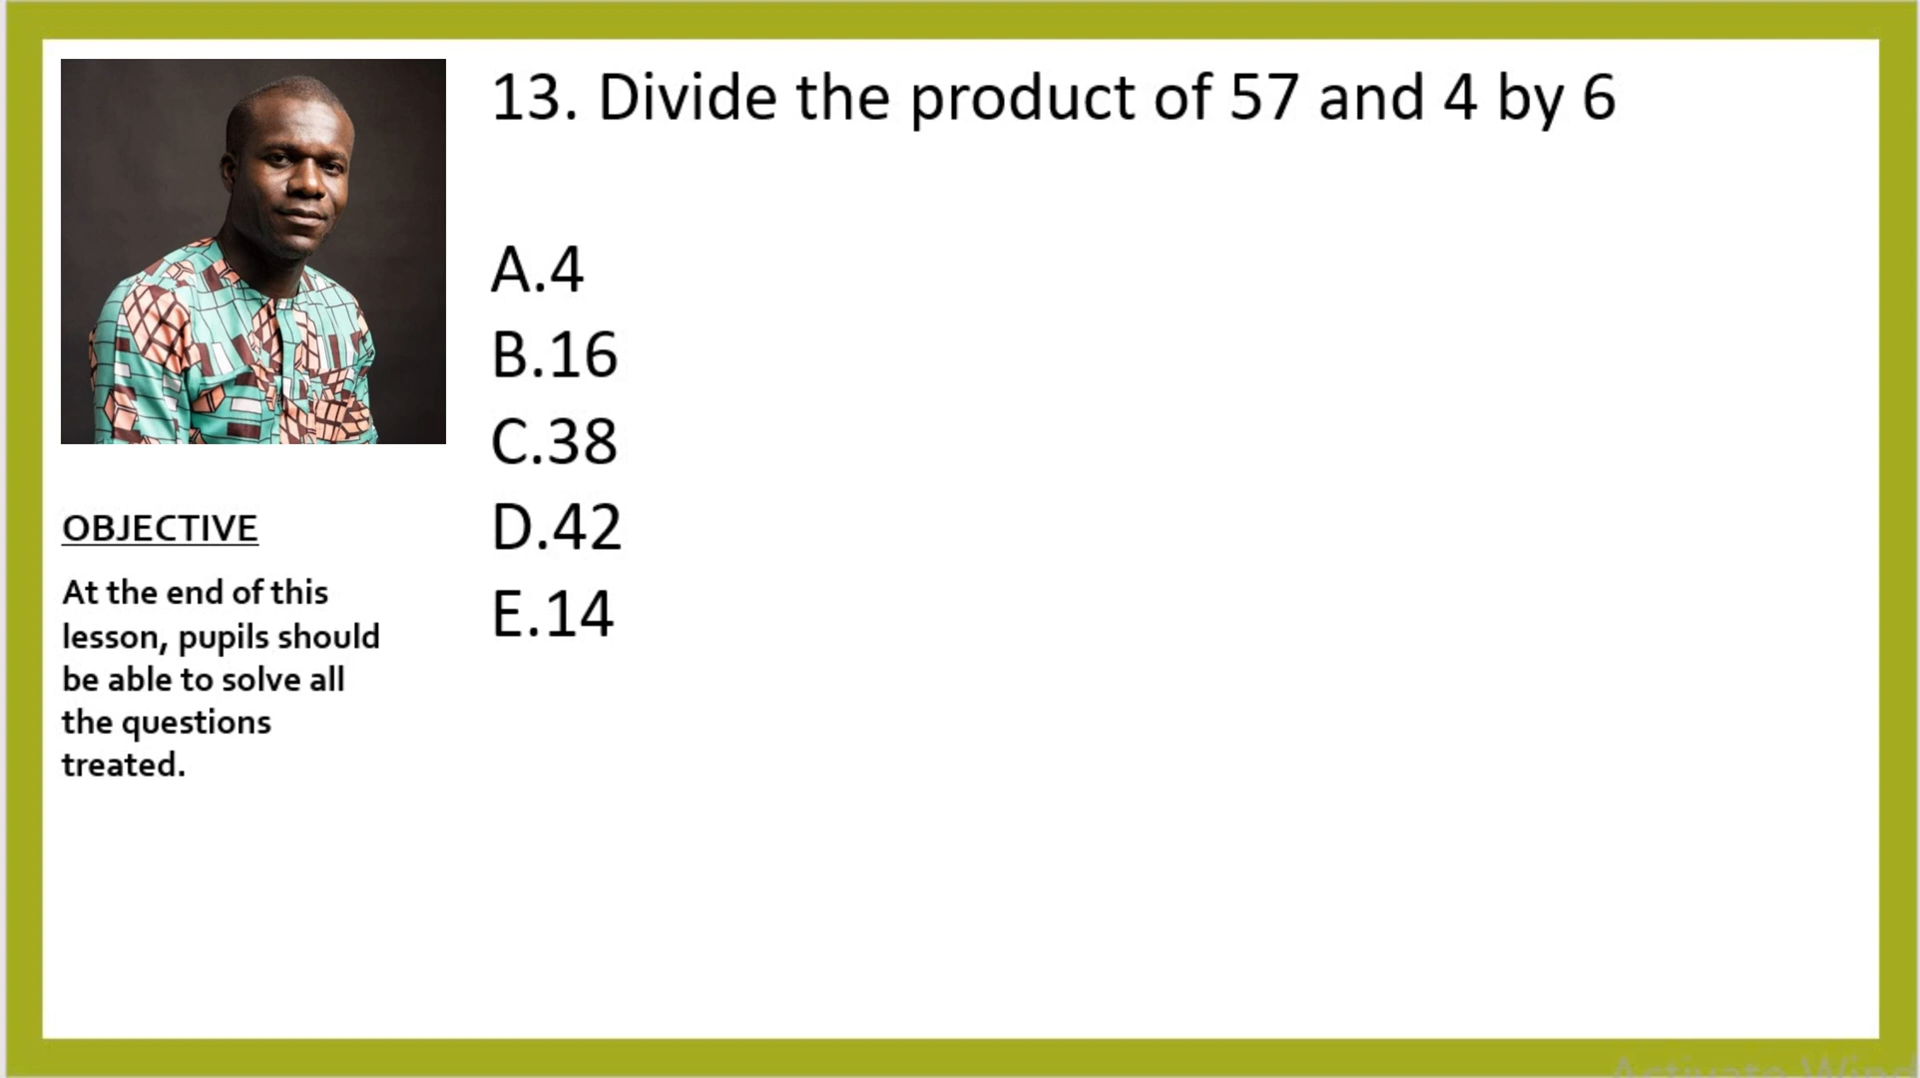 13. Divide the product of 57 and 4 by 6
A.4
B.16
C.38
D.42
E.14
OBJECTIVE
At the end of this
lesson, pupils should
be able to solve all
the questions
treated.